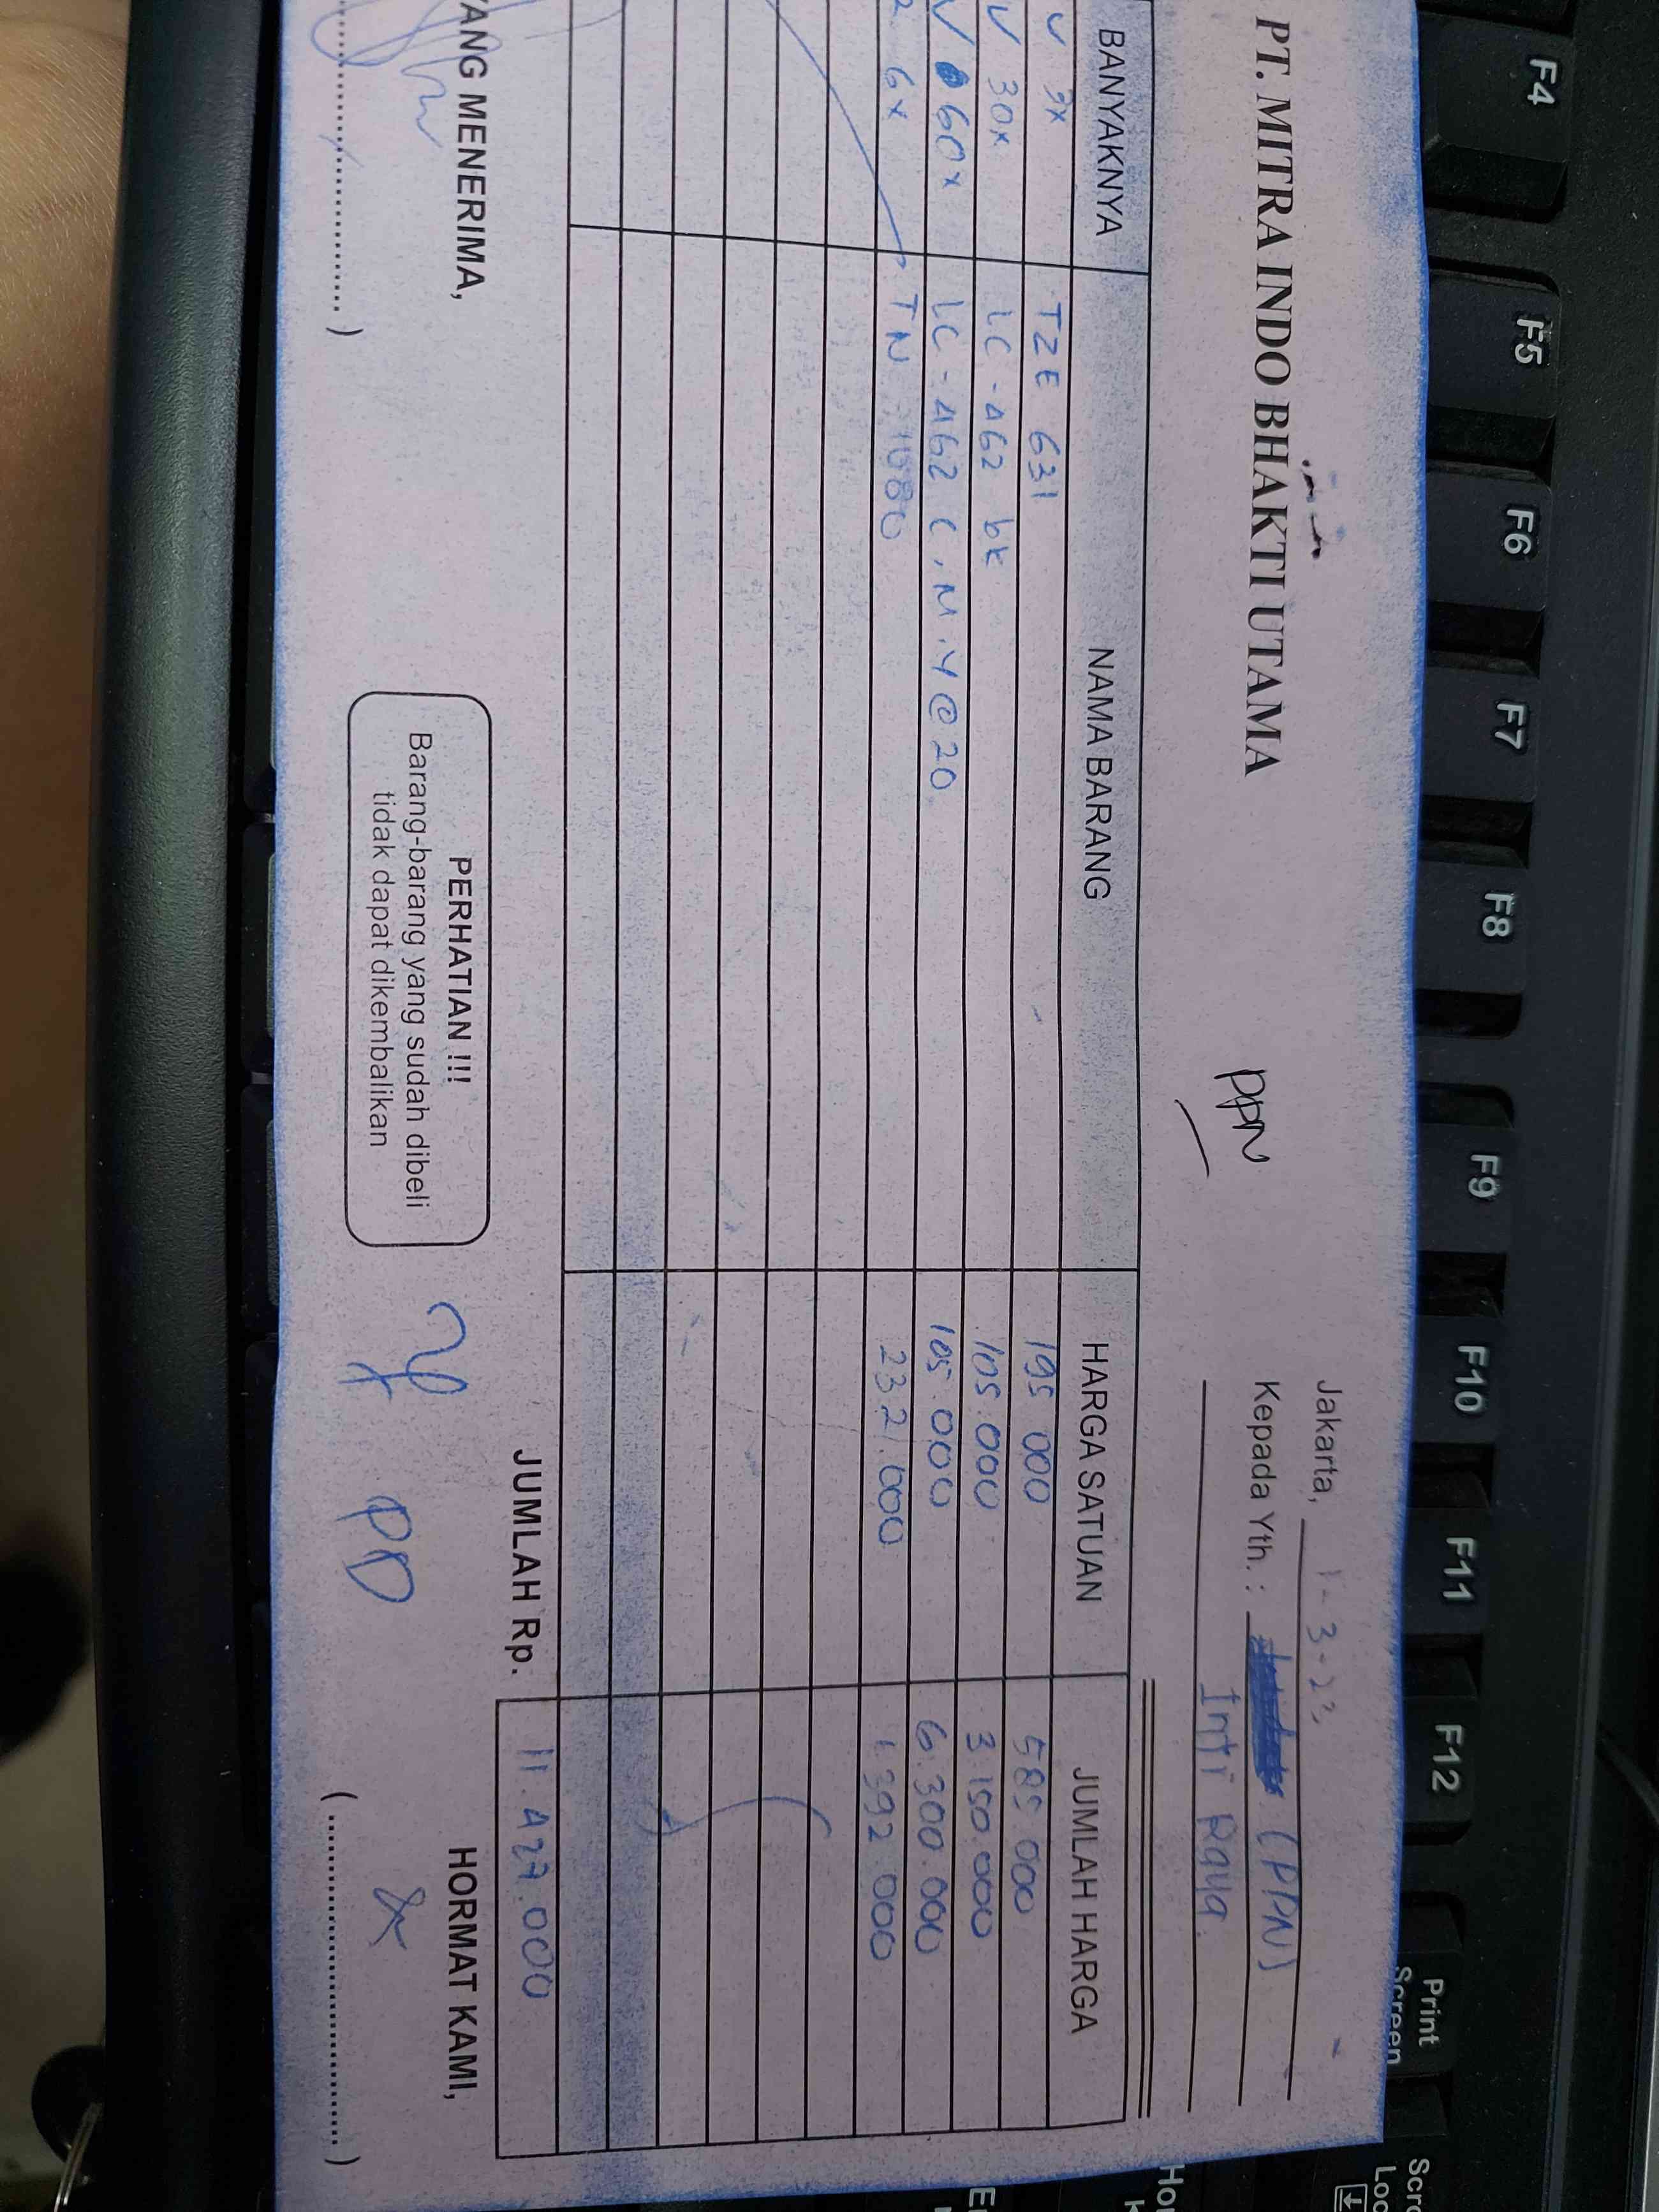 PT. MITRA INDO BHAKTI UTAMA
PPN
Jakarta, 1-3-23
Kepada Yth. : (PPN)
Inti Raya
BANYAKNYA NAMA BARANG HARGA SATUAN JUMLAH HARGA
3x TZE 631 195 000 585.000
30x LC-462 bk 105.000 3.150.000
60x LC-462 C,M.Y @ 20 105.000 6.300.000
6x TN 1080 232.000 1.392.000
JUMLAH Rp. 11.427.000
YANG MENERIMA,
PERHATIAN !!!
Barang-barang yang sudah dibeli
tidak dapat dikembalikan
PD
HORMAT KAMI,
F4 F5 F6 F7 F8 F9 F10 F11 F12
Print
Screen